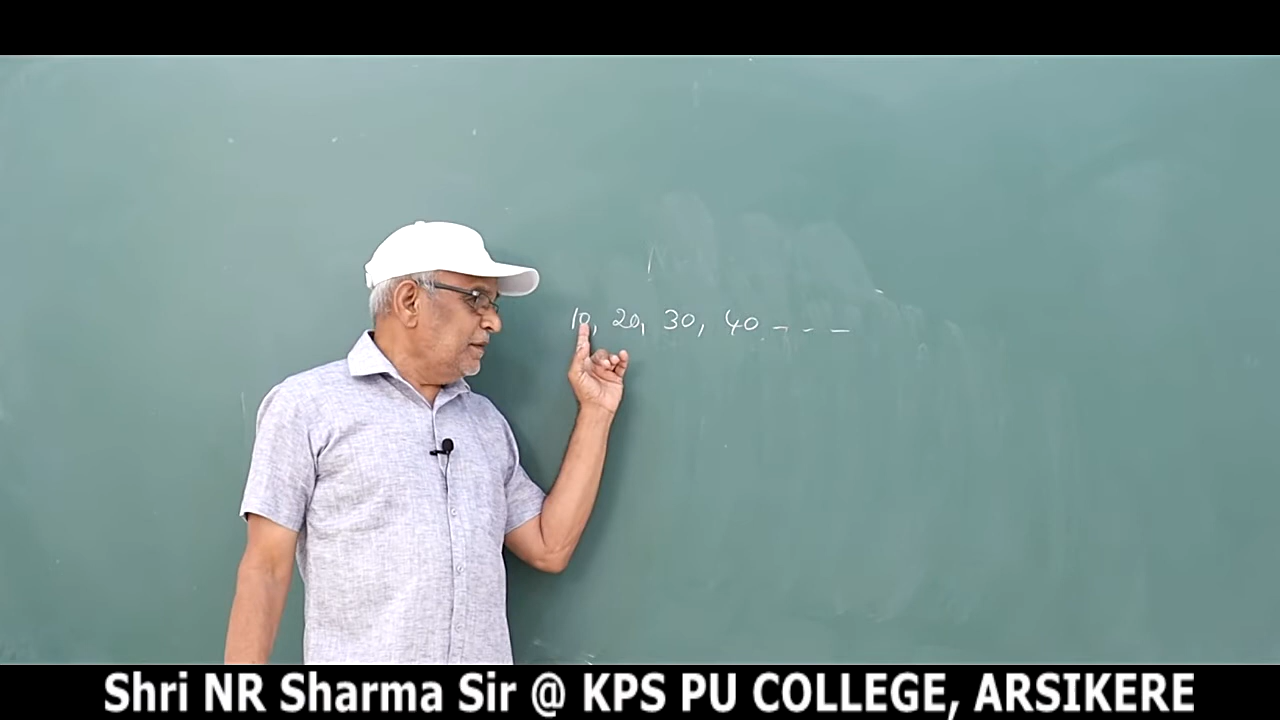 10, 20, 30, 40 - - -
Shri NR Sharma Sir @ KPS PU COLLEGE, ARSIKERE